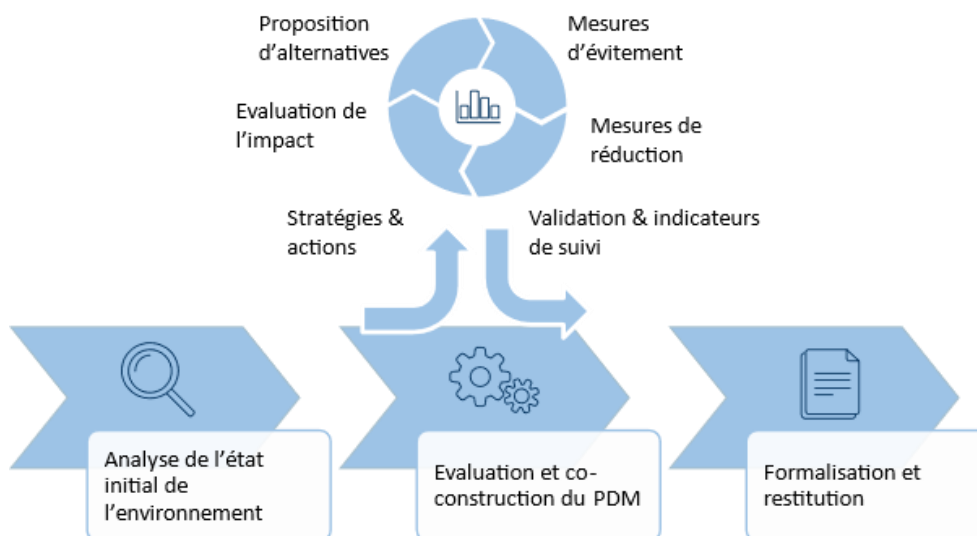 Proposition
d'alternatives
Mesures
d'évitement
Evaluation de
l'impact
Mesures de
réduction
Stratégies &
actions
Validation & indicateurs
de suivi
Analyse de l'état
initial de
l'environnement
Evaluation et co-
construction du PDM
Formalisation et
restitution